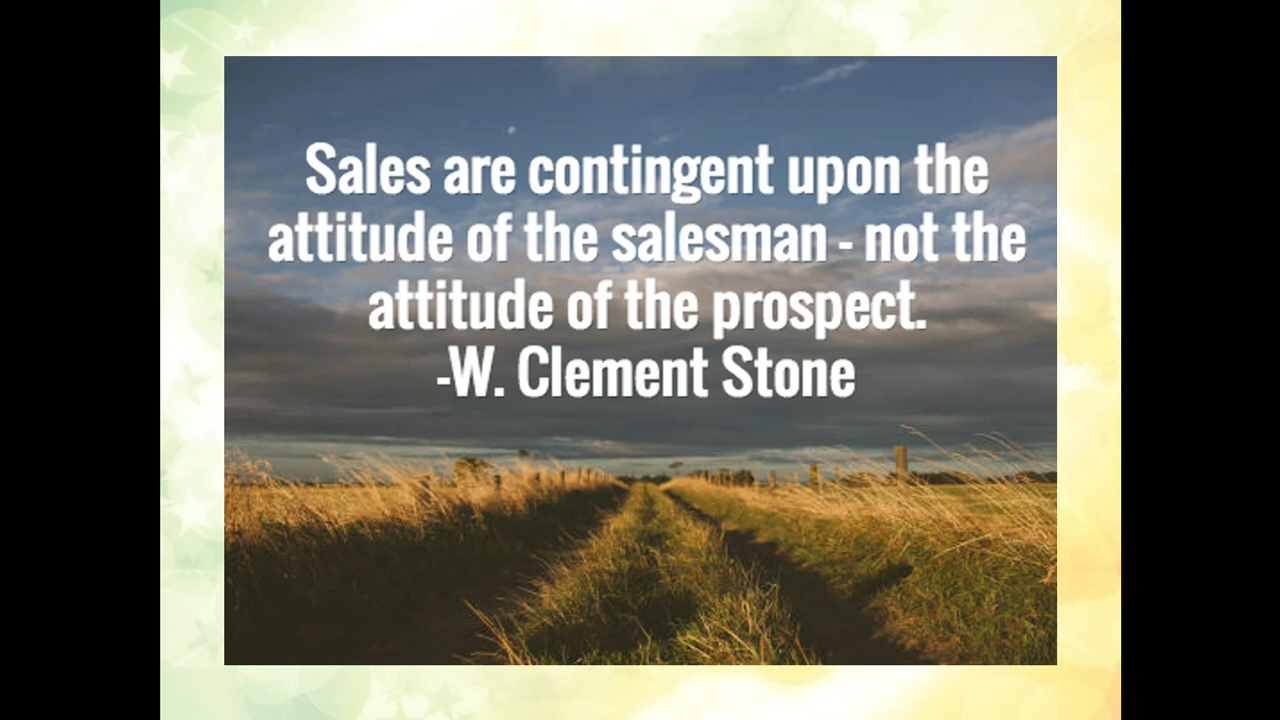 Sales are contingent upon the
attitude of the salesman - not the
attitude of the prospect.
-W. Clement Stone